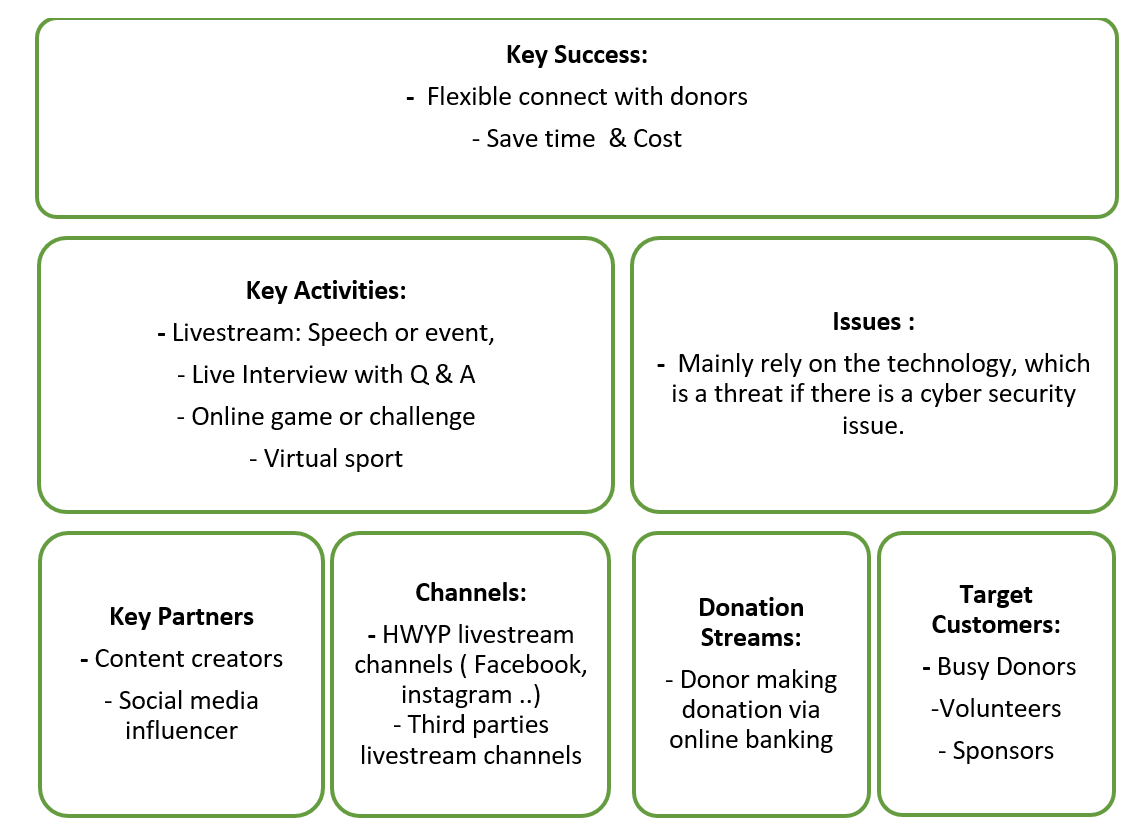 Key Success:
- Flexible connect with donors
- Save time & Cost
Key Activities:
- Livestream: Speech or event,
- Live Interview with Q & A
- Online game or challenge
- Virtual sport
Issues :
- Mainly rely on the technology, which
is a threat if there is a cyber security
issue.
Key Partners
- Content creators
- Social media
influencer
Channels:
- HWYP livestream
channels ( Facebook,
instagram ..)
- Third parties
livestream channels
Donation
Streams:
- Donor making
donation via
online banking
Target
Customers:
- Busy Donors
-Volunteers
- Sponsors